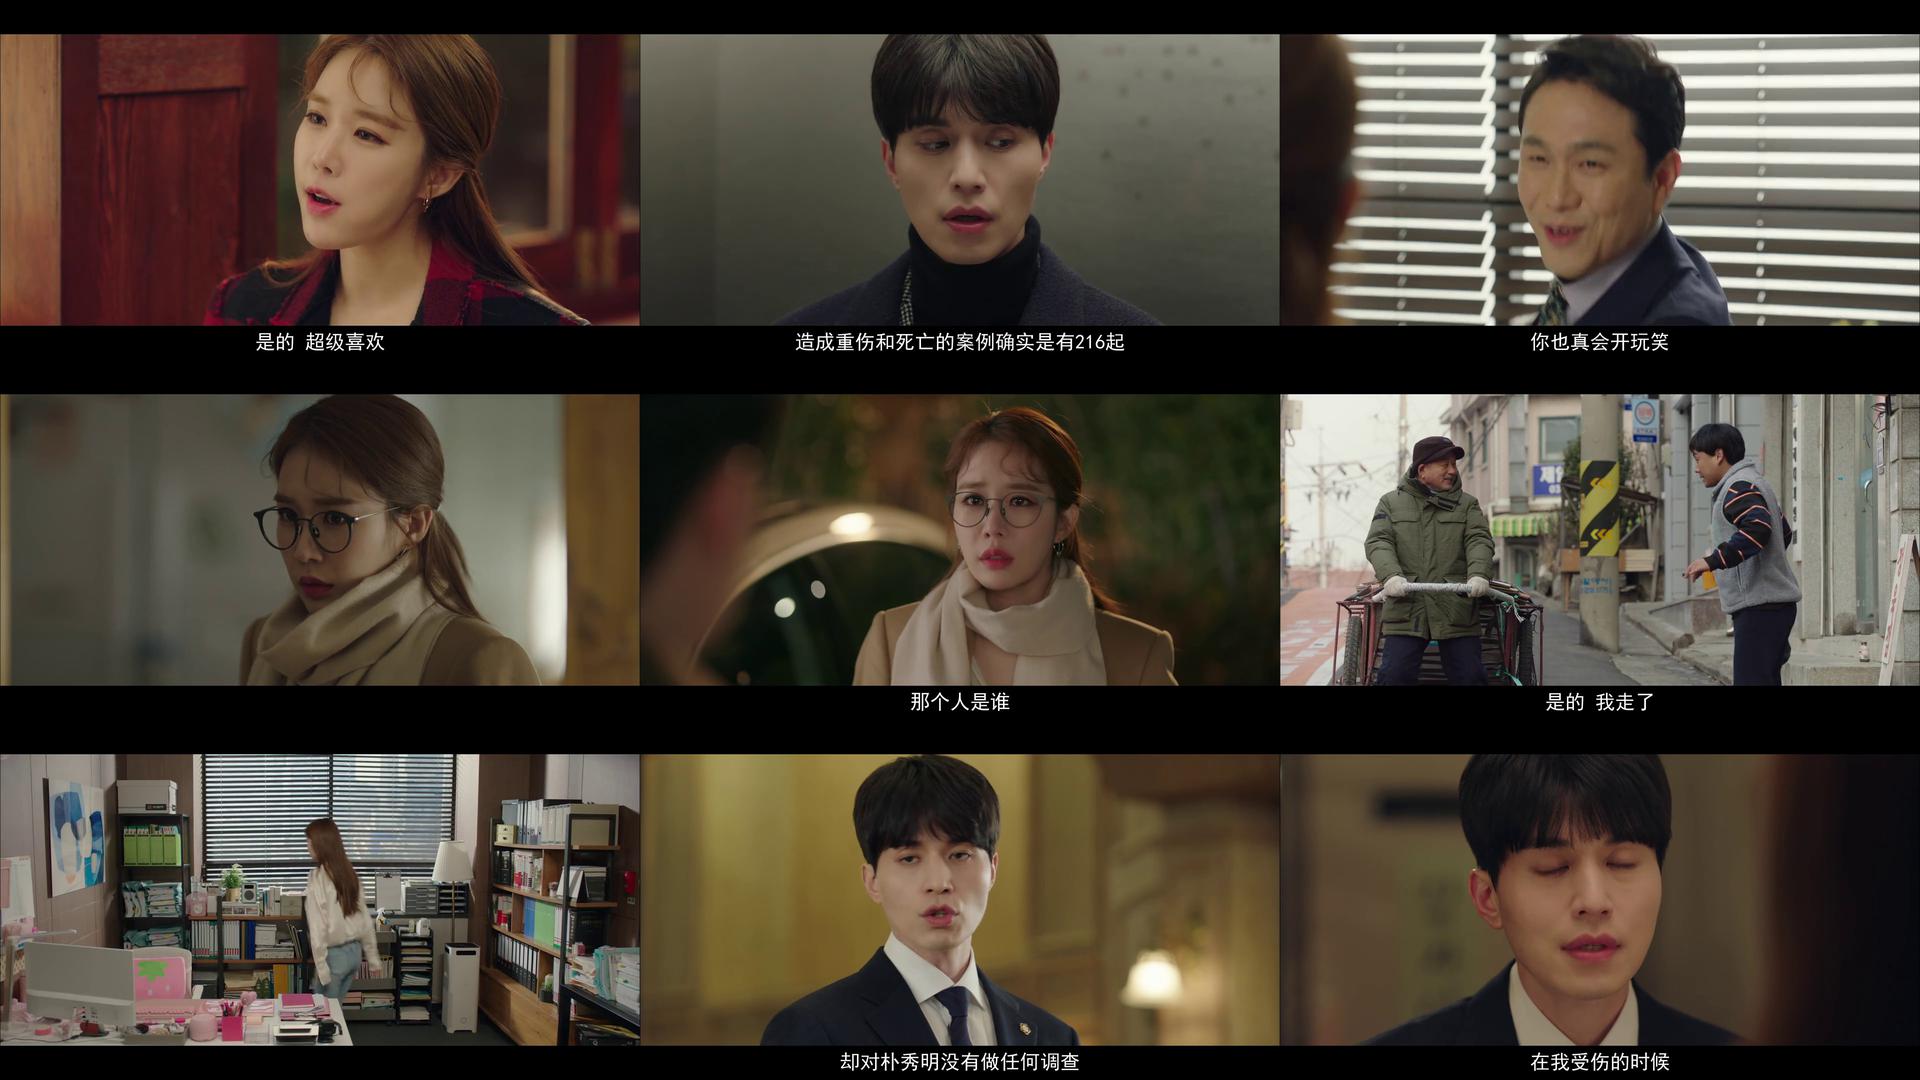 是的 超级喜欢
造成重伤和死亡的案例确实是有216起
你也真会开玩笑
那个人是谁
是的 我走了
却对朴秀明没有做任何调查
在我受伤的时候